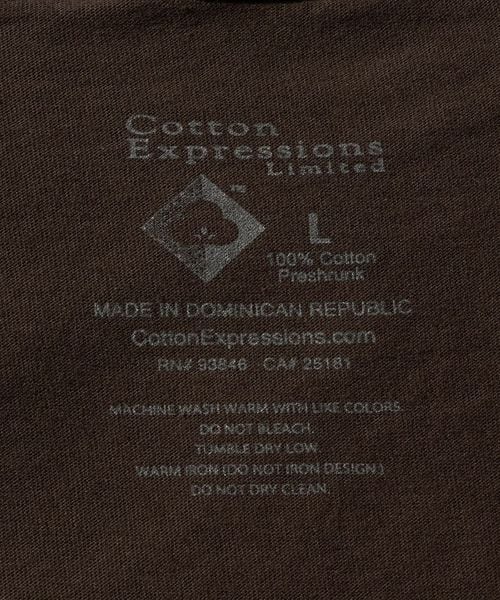 Cotton
Expressions
Limited
TM
L
100% Cotton
Preshrunk
MADE IN DOMINICAN REPUBLIC
CottonExpressions.com
RN# 93846 CA# 25181
MACHINE WASH WARM WITH LIKE COLORS.
DO NOT BLEACH.
TUMBLE DRY LOW.
WARM IRON (DO NOT IRON DESIGN.)
DO NOT DRY CLEAN.